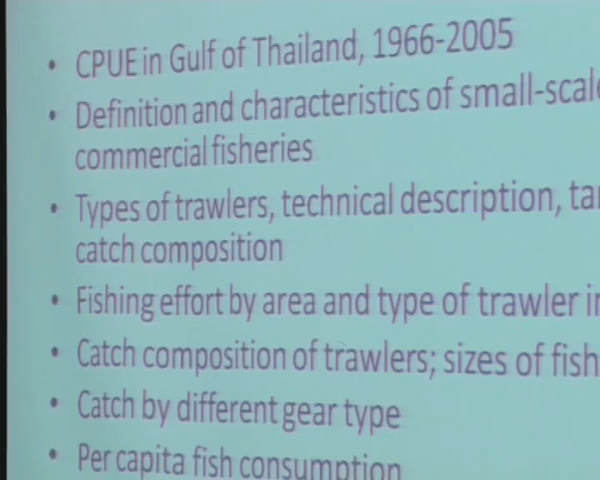 • CPUE in Gulf of Thailand, 1966-2005
• Definition and characteristics of
commercial fisheries
• Types of trawlers, technical description,
catch composition
• Fishing effort by area and type of trawler
• Catch composition of trawlers; sizes of fish
• Catch by different gear type
• Per capita fish consumption